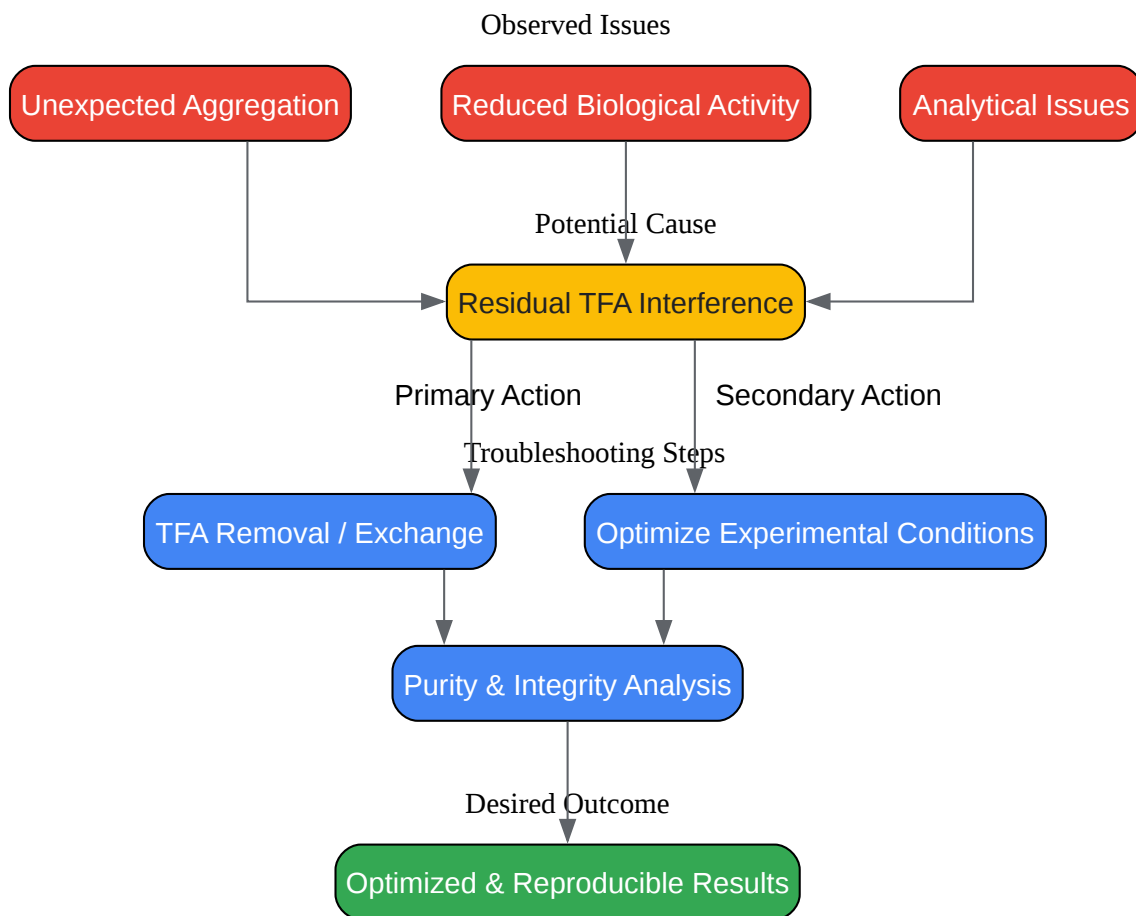 Observed Issues
Unexpected Aggregation
Reduced Biological Activity
Analytical Issues
Potential Cause
Residual TFA Interference
Primary Action
Secondary Action
Troubleshooting Steps
TFA Removal / Exchange
Optimize Experimental Conditions
Purity & Integrity Analysis
Desired Outcome
Optimized & Reproducible Results